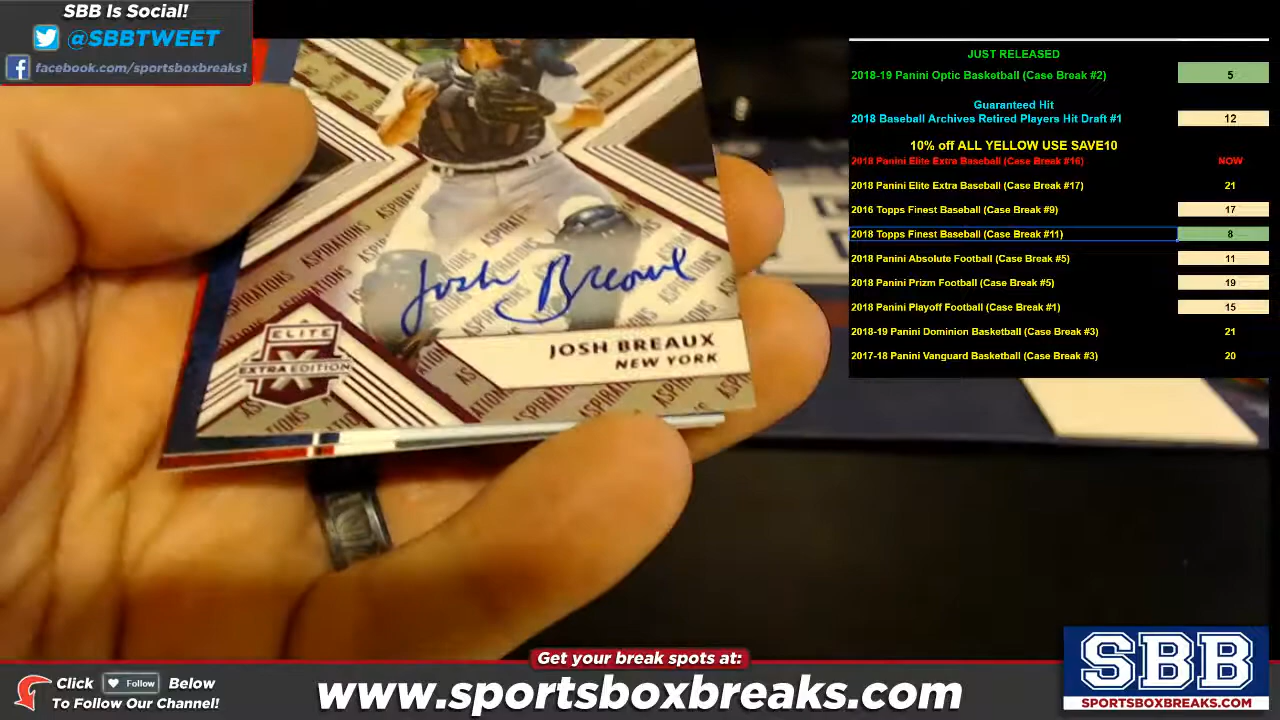 SBB Is Social!
@SBBTWEET
facebook.com/sportsboxbreaks1
JUST RELEASED
2018-19 Panini Optic Basketball (Case Break #2) 5
Guaranteed Hit
2018 Baseball Archives Retired Players Hit Draft #1 12
10% off ALL YELLOW USE SAVE10
2018 Panini Elite Extra Baseball (Case Break #16) NOW
2018 Panini Elite Extra Baseball (Case Break #17) 21
2016 Topps Finest Baseball (Case Break #9) 17
2018 Topps Finest Baseball (Case Break #11) 8
2018 Panini Absolute Football (Case Break #5) 11
2018 Panini Prizm Football (Case Break #5) 19
2018 Panini Playoff Football (Case Break #1) 15
2018-19 Panini Dominion Basketball (Case Break #3) 21
2017-18 Panini Vanguard Basketball (Case Break #3) 20
ASPIRATIONS
Josh Breaux
JOSH BREAUX
NEW YORK
ELITE
EXTRA EDITION
X
Get your break spots at:
www.sportsboxbreaks.com
Click Follow Below
To Follow Our Channel!
SBB
SPORTSBOXBREAKS.COM